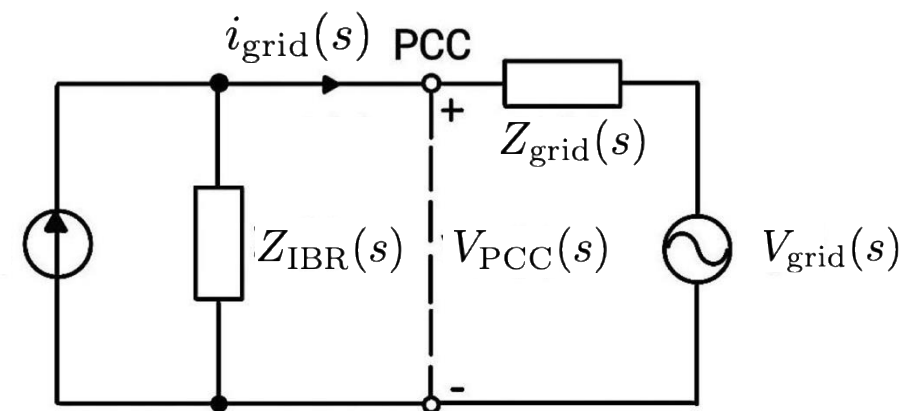 i_grid(s) PCC
+
Z_grid(s)
Z_IBR(s) V_PCC(s) V_grid(s)
-